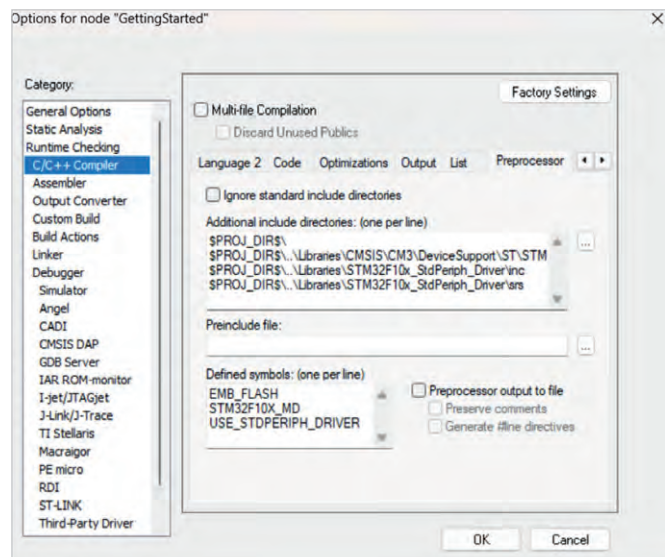 Options for node "GettingStarted"
Category:
General Options
Static Analysis
Runtime Checking
C/C++ Compiler
Assembler
Output Converter
Custom Build
Build Actions
Linker
Debugger
Simulator
Angel
CADI
CMSIS DAP
GDB Server
IAR ROM-monitor
I-jet/JTAGjet
J-Link/J-Trace
TI Stellaris
Macraigor
PE micro
RDI
ST-LINK
Third-Party Driver
Factory Settings
Multi-file Compilation
Discard Unused Publics
Language 2 Code Optimizations Output List Preprocessor
Ignore standard include directories
Additional include directories: (one per line)
$PROJ_DIR$\
$PROJ_DIR$\..\Libraries\CMSIS\CM3\DeviceSupport\ST\STM
$PROJ_DIR$\..\Libraries\STM32F10x_StdPeriph_Driver\inc
$PROJ_DIR$\..\Libraries\STM32F10x_StdPeriph_Driver\srs
...
Preinclude file:
...
Defined symbols: (one per line)
EMB_FLASH
STM32F10X_MD
USE_STDPERIPH_DRIVER
Preprocessor output to file
Preserve comments
Generate #line directives
OK Cancel